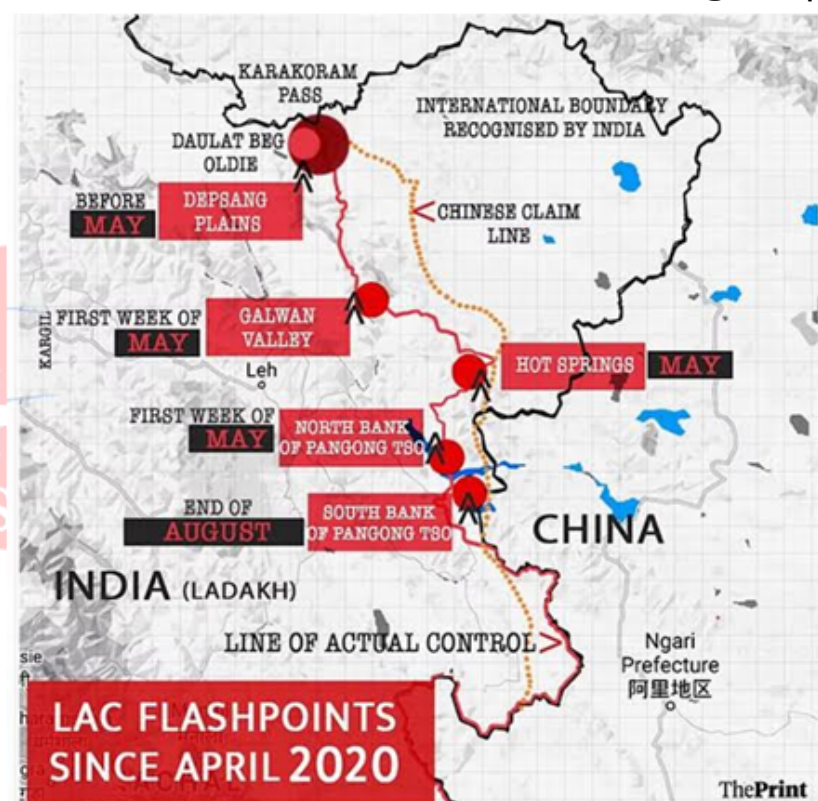 KARAKORAM
PASS
INTERNATIONAL BOUNDARY
RECOGNISED BY INDIA
DAULAT BEG
OLDIE
BEFORE
MAY
DEPSANG
PLAINS
CHINESE CLAIM
LINE
KARGIL
FIRST WEEK OF
MAY
GALWAN
VALLEY
Leh
HOT SPRINGS
MAY
FIRST WEEK OF
MAY
NORTH BANK
OF PANGONG TSO
END OF
AUGUST
SOUTH BANK
OF PANGONG TSO
CHINA
INDIA (LADAKH)
LINE OF ACTUAL CONTROL
Ngari
Prefecture
阿里地区
LAC FLASHPOINTS
SINCE APRIL 2020
ThePrint